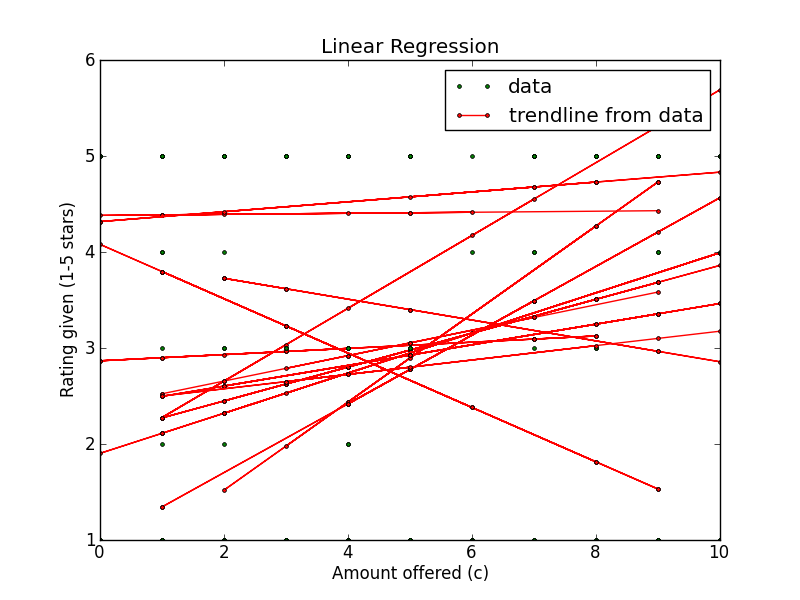 Linear Regression
data
trendline from data
6
5
4
3
2
1
Rating given (1-5 stars)
0
2
4
6
8
10
Amount offered (c)